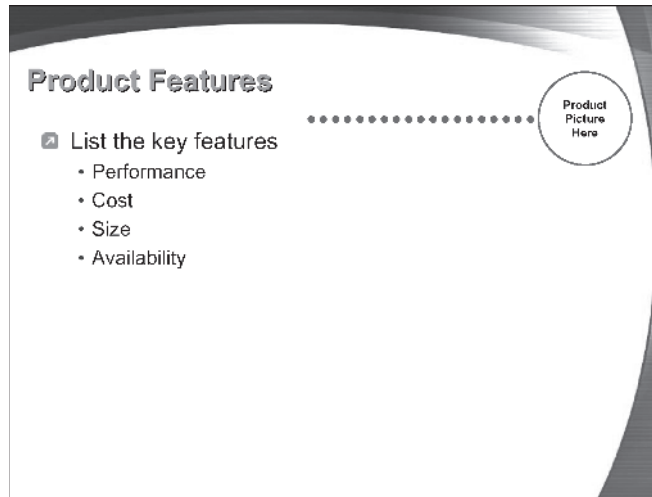 Product Features
Product
Picture
Here
List the key features
• Performance
• Cost
• Size
• Availability